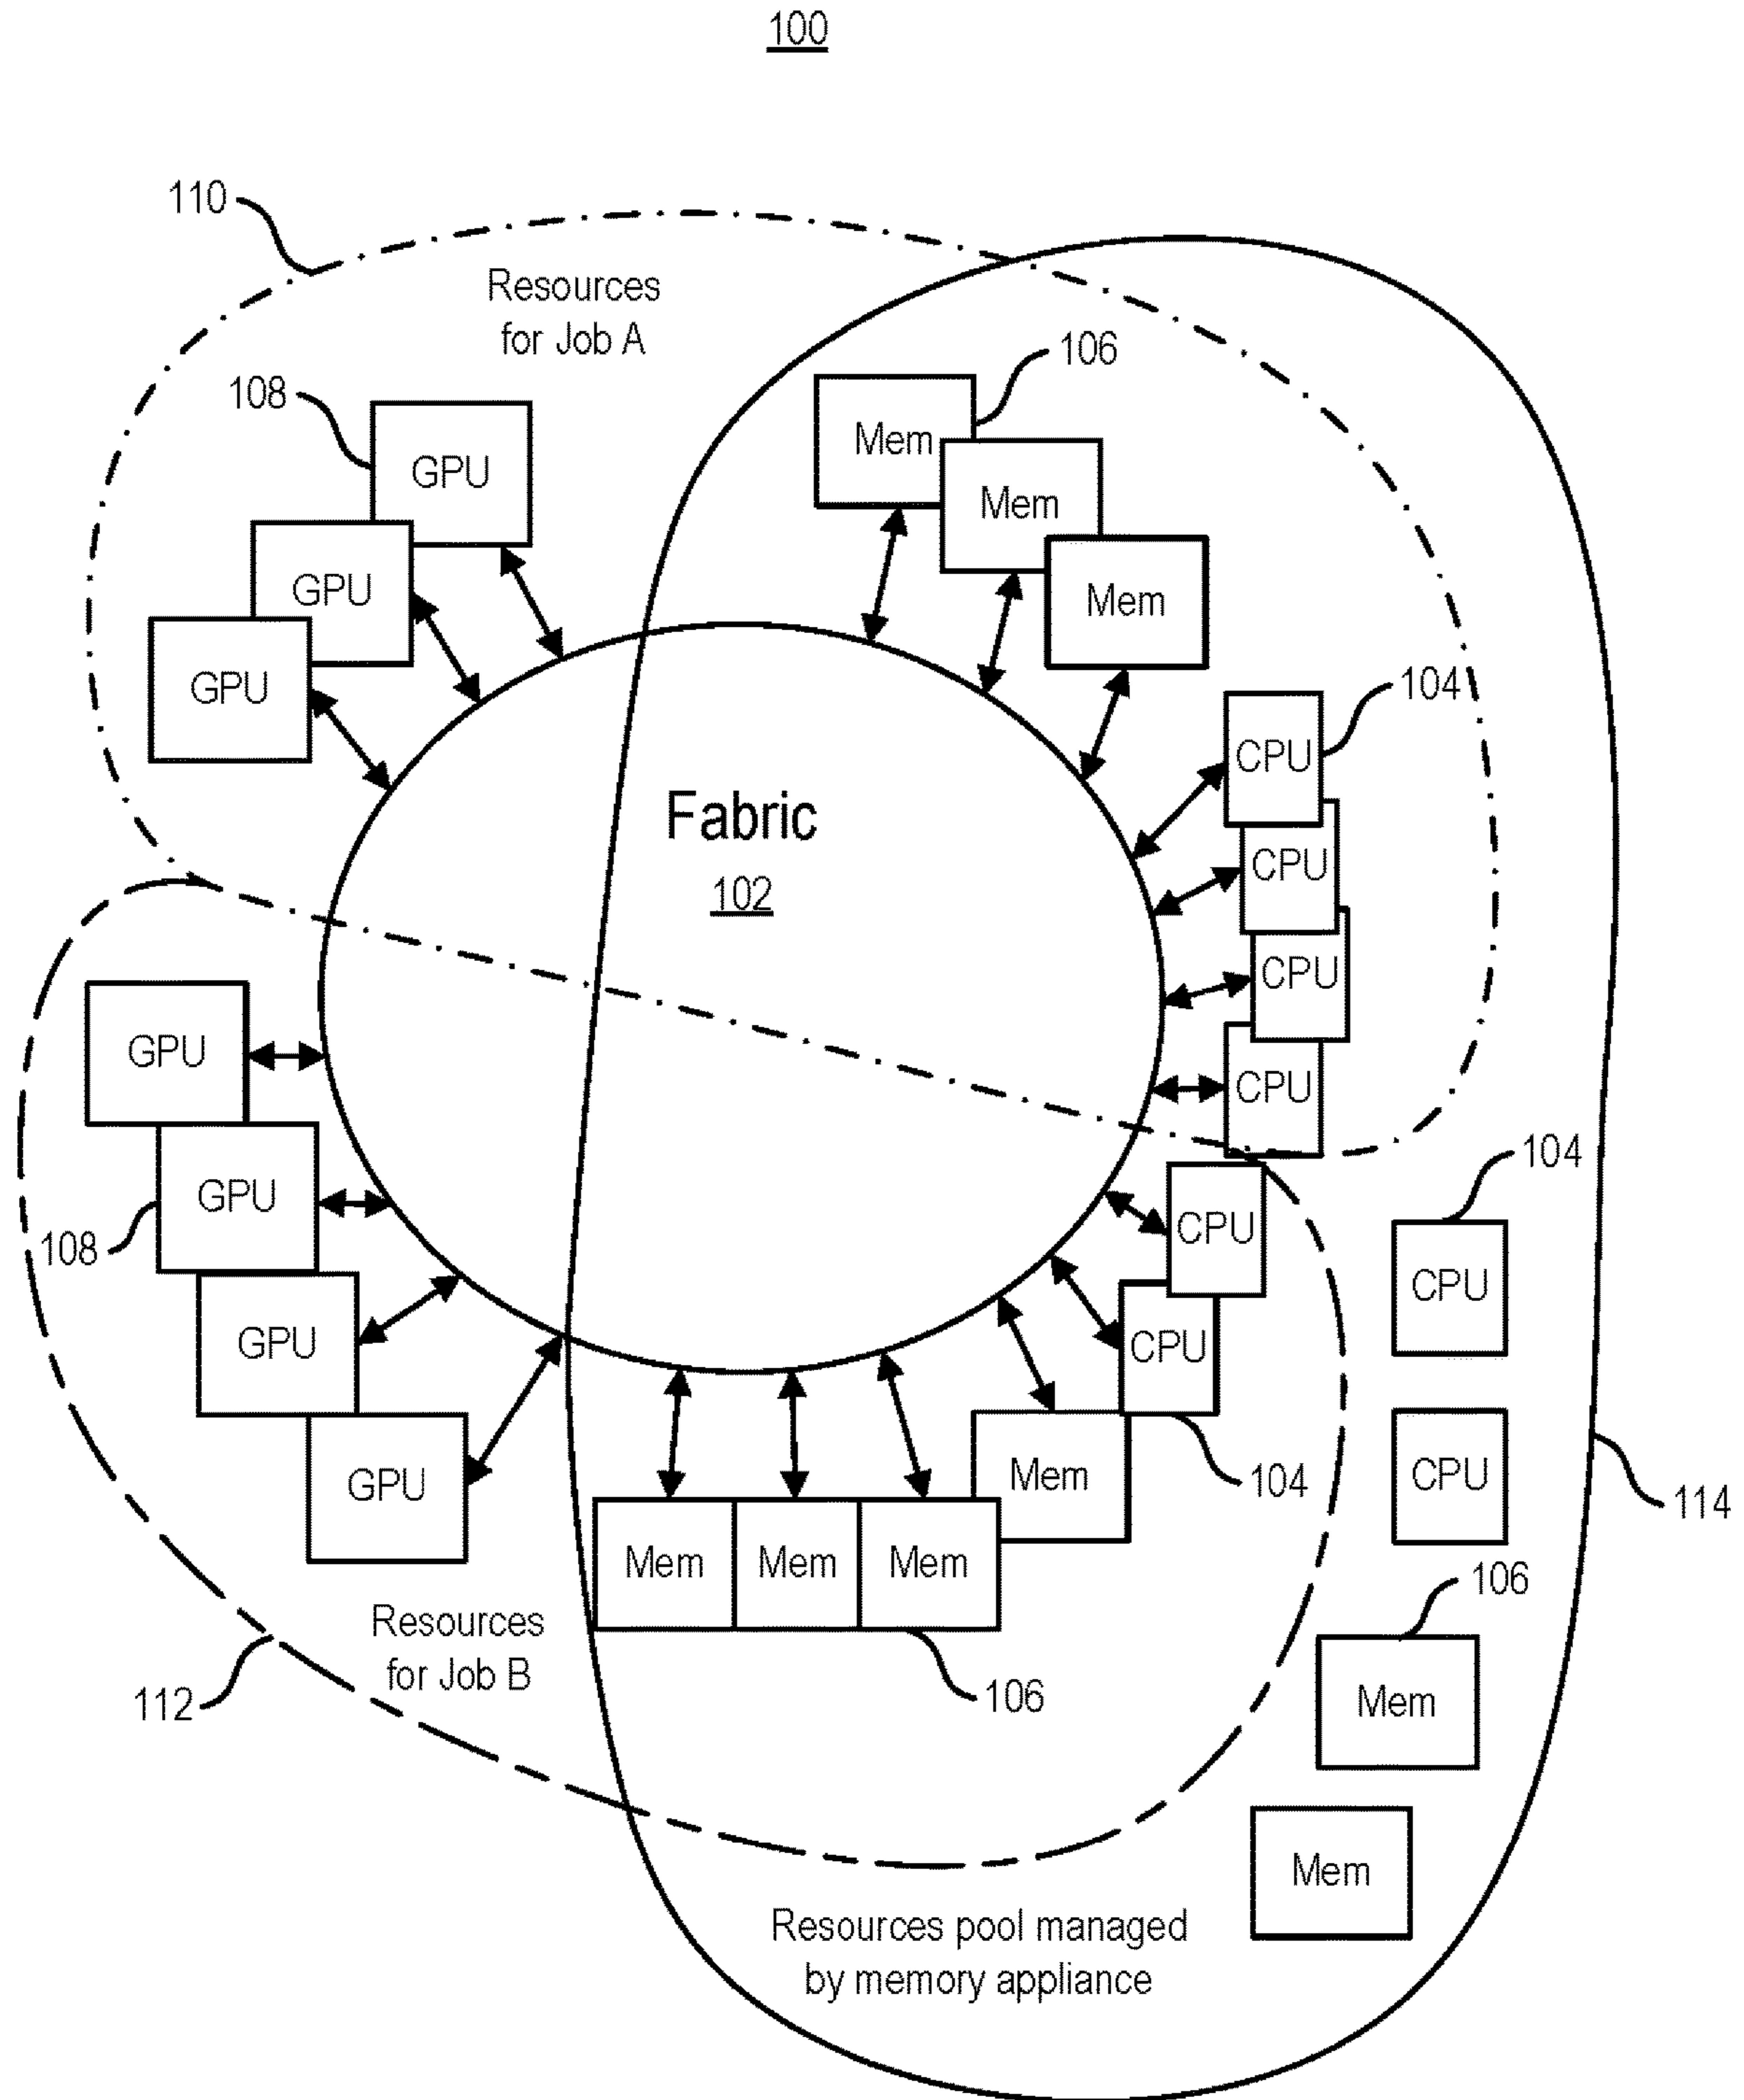 100
110
Resources
for Job A
106
108
Mem
GPU
Mem
GPU
Mem
GPU
104
CPU
Fabric
102
CPU
CPU
GPU
CPU
104
GPU
108
CPU
CPU
GPU
CPU
Mem
104
CPU
114
GPU
Mem
Mem
Mem
106
Resources
for Job B
106
112
Mem
Mem
Resources pool managed
by memory appliance